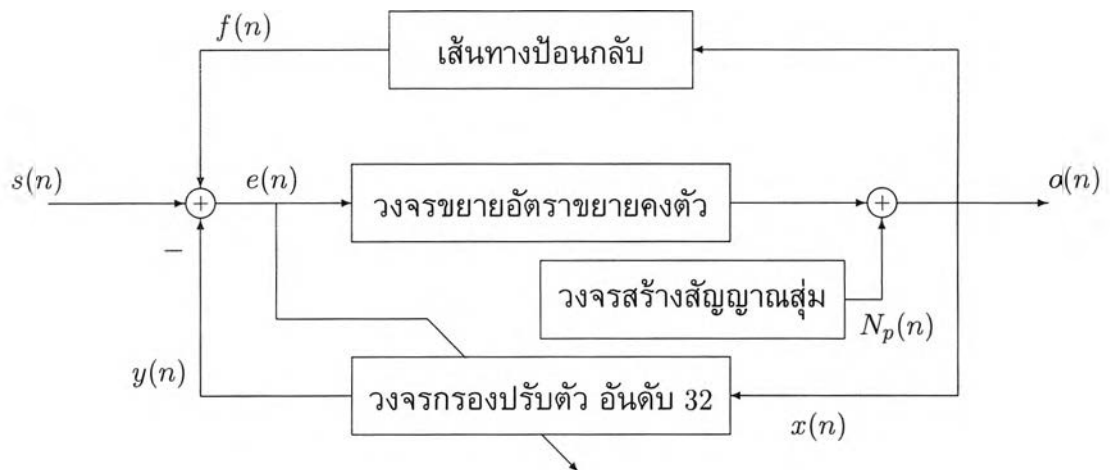 f(n)
เส้นทางป้อนกลับ
s(n)
+
e(n)
วงจรขยายอัตราขยายคงตัว
+
o(n)
−
วงจรสร้างสัญญาณสุ่ม
N_p(n)
y(n)
วงจรกรองปรับตัว อันดับ 32
x(n)